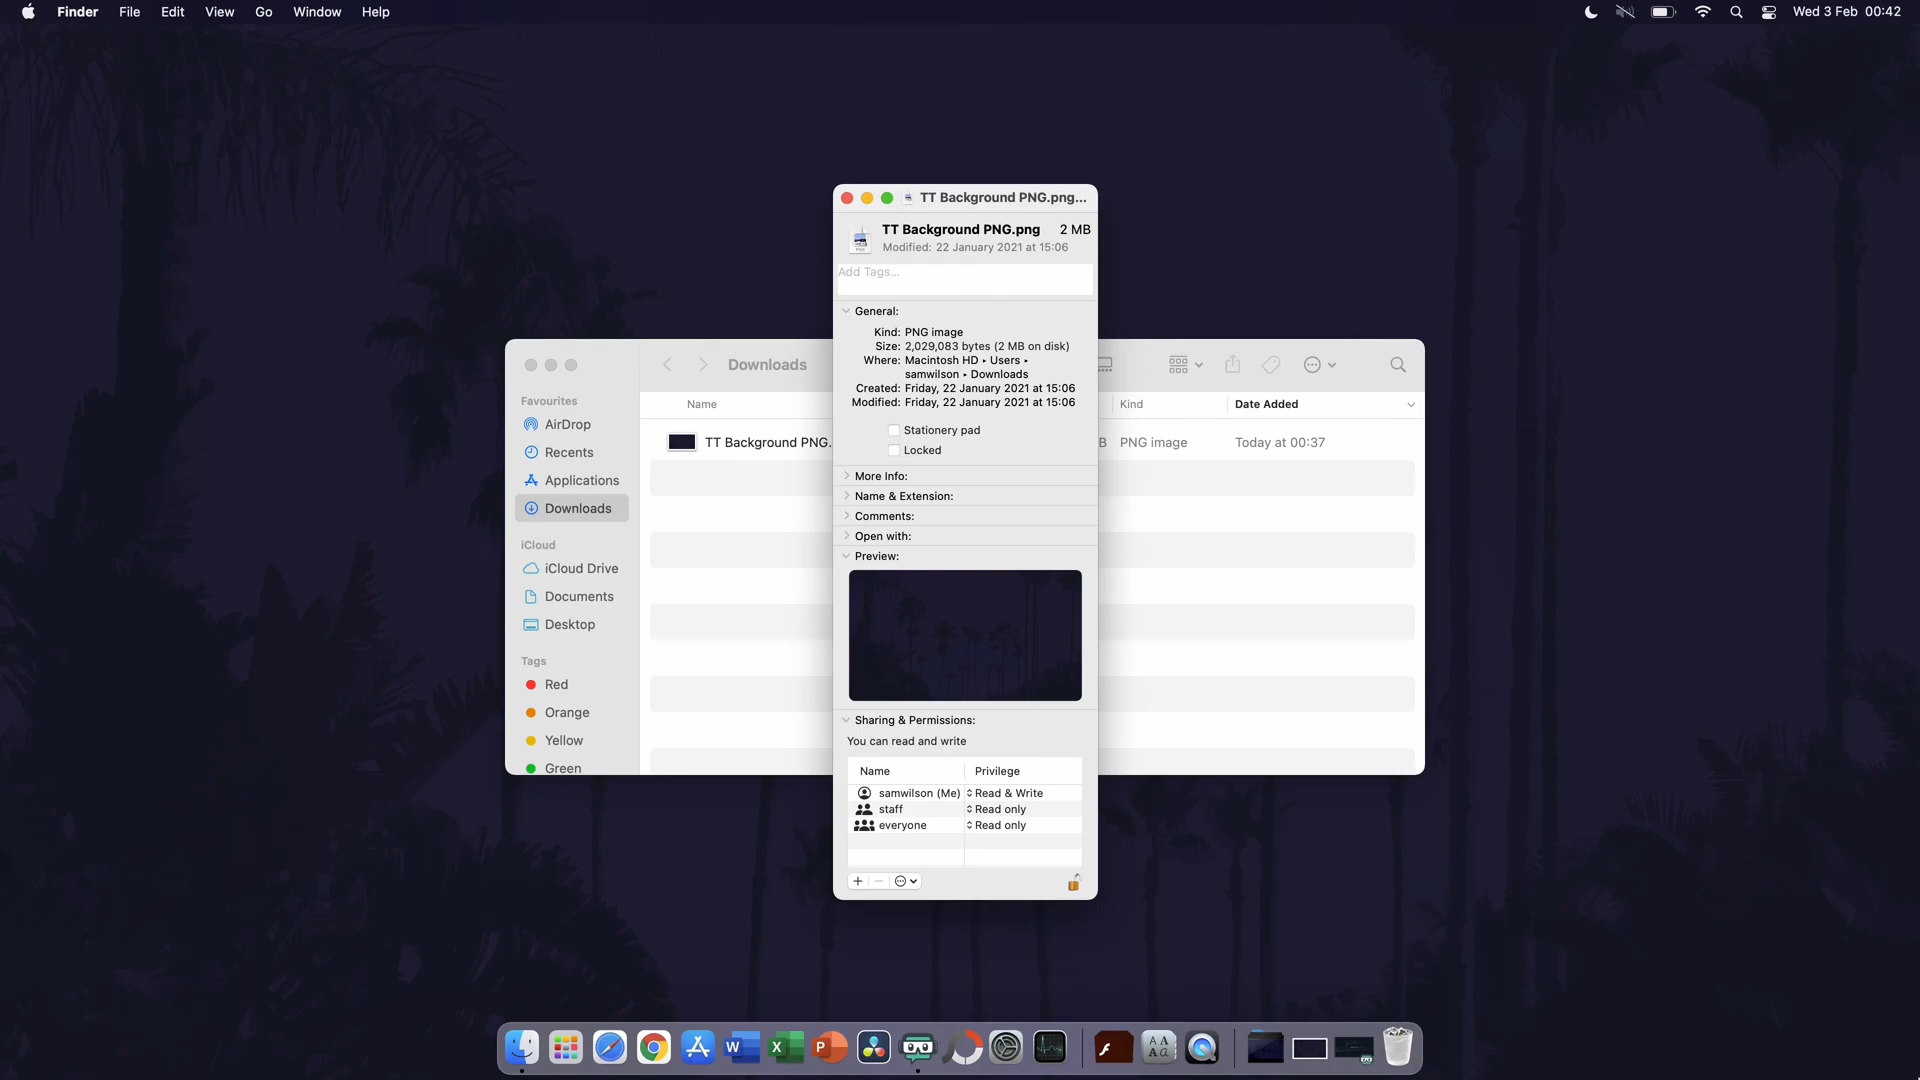 Finder File Edit View Go Window Help
Wed 3 Feb 00:42
TT Background PNG.png...
TT Background PNG.png 2 MB
Modified: 22 January 2021 at 15:06
Add Tags...
General:
Kind: PNG image
Size: 2,029,083 bytes (2 MB on disk)
Where: Macintosh HD ▸ Users ▸
samwilson ▸ Downloads
Created: Friday, 22 January 2021 at 15:06
Modified: Friday, 22 January 2021 at 15:06
Stationery pad
Locked
More Info:
Name & Extension:
Comments:
Open with:
Preview:
Sharing & Permissions:
You can read and write
Name Privilege
samwilson (Me) Read & Write
staff Read only
everyone Read only
Favourites
AirDrop
Recents
Applications
Downloads
iCloud
iCloud Drive
Documents
Desktop
Tags
Red
Orange
Yellow
Green
Downloads
Name Kind Date Added
TT Background PNG. B PNG image Today at 00:37
W X P
A A
A a